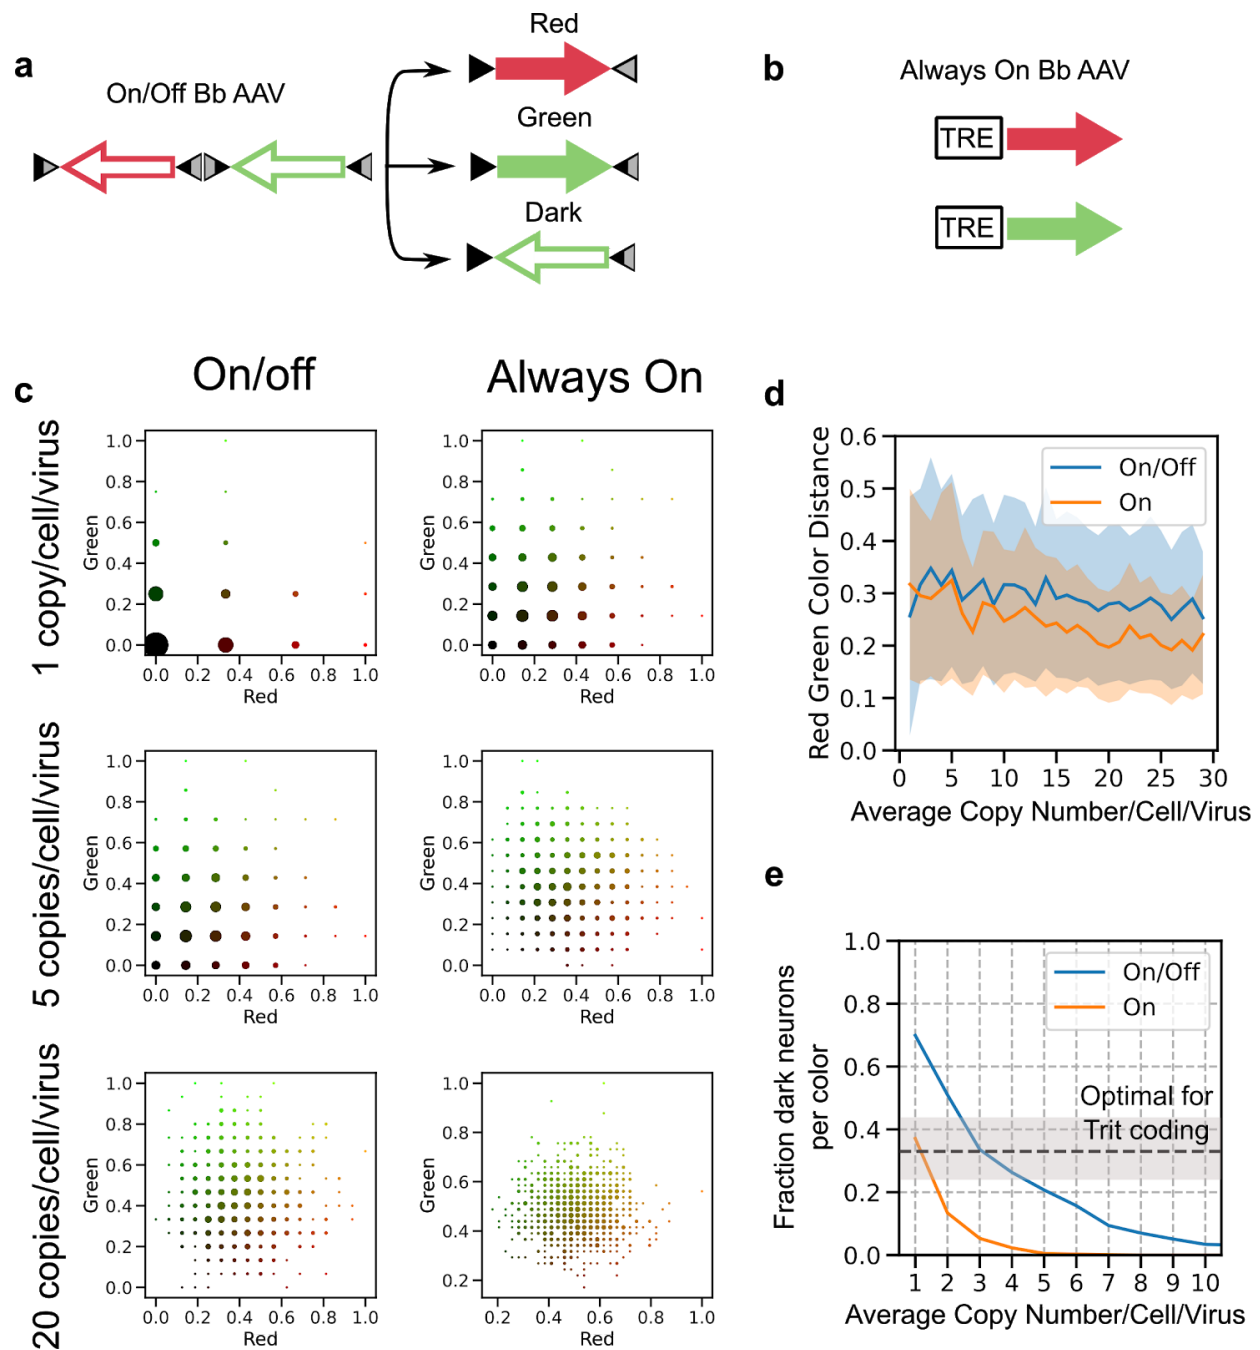 a
On/Off Bb AAV
Red
Green
Dark
b
Always On Bb AAV
TRE
TRE
c
On/off
Always On
1 copy/cell/virus
1.0
0.8
0.6
0.4
0.2
0.0
Green
0.0 0.2 0.4 0.6 0.8 1.0
Red
1.0
0.8
0.6
0.4
0.2
0.0
Green
0.0 0.2 0.4 0.6 0.8 1.0
Red
5 copies/cell/virus
1.0
0.8
0.6
0.4
0.2
0.0
Green
0.0 0.2 0.4 0.6 0.8 1.0
Red
1.0
0.8
0.6
0.4
0.2
0.0
Green
0.0 0.2 0.4 0.6 0.8 1.0
Red
20 copies/cell/virus
1.0
0.8
0.6
0.4
0.2
0.0
Green
0.0 0.2 0.4 0.6 0.8 1.0
Red
1.0
0.8
0.6
0.4
0.2
Green
0.2 0.4 0.6 0.8 1.0
Red
d
Red Green Color Distance
0.6
0.5
0.4
0.3
0.2
0.1
0.0
On/Off
On
0 5 10 15 20 25 30
Average Copy Number/Cell/Virus
e
Fraction dark neurons
per color
1.0
0.8
0.6
0.4
0.2
0.0
On/Off
On
Optimal for
Trit coding
1 2 3 4 5 6 7 8 9 10
Average Copy Number/Cell/Virus